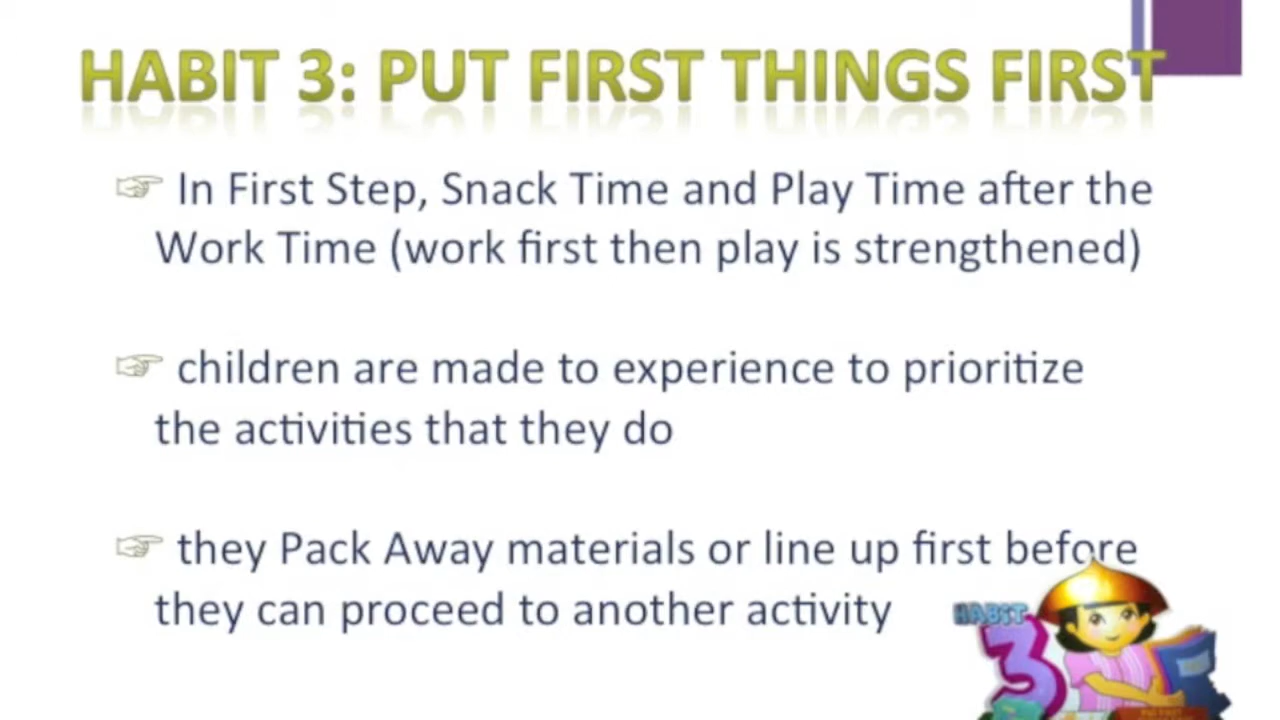 HABIT 3: PUT FIRST THINGS FIRST
☞ In First Step, Snack Time and Play Time after the
Work Time (work first then play is strengthened)
☞ children are made to experience to prioritize
the activities that they do
☞ they Pack Away materials or line up first before
they can proceed to another activity
HABIT
3